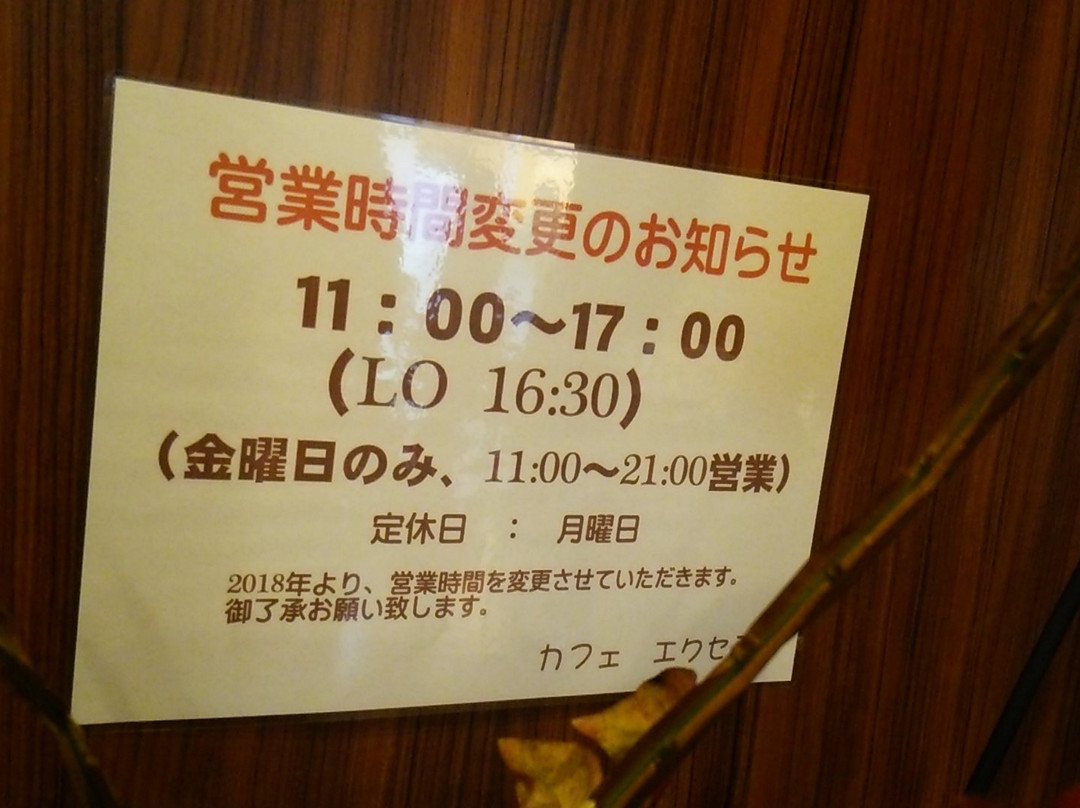 営業時間変更のお知らせ
11：00〜17：00
(LO 16:30)
（金曜日のみ、11:00〜21:00営業）
定休日 ： 月曜日
2018年より、営業時間を変更させていただきます。
御了承お願い致します。
カフェ